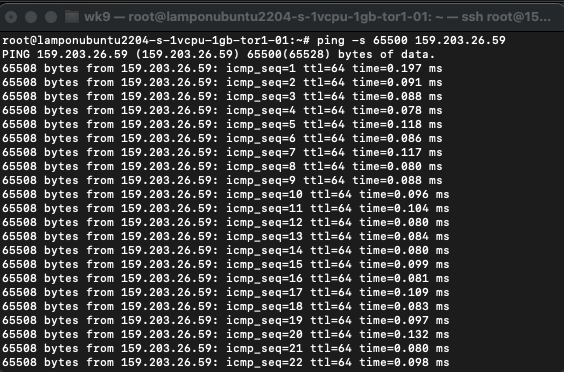 wk9 — root@lamponubuntu2204-s-1vcpu-1gb-tor1-01: ~ — ssh root@15...
root@lamponubuntu2204-s-1vcpu-1gb-tor1-01:~# ping -s 65500 159.203.26.59
PING 159.203.26.59 (159.203.26.59) 65500(65528) bytes of data.
65508 bytes from 159.203.26.59: icmp_seq=1 ttl=64 time=0.197 ms
65508 bytes from 159.203.26.59: icmp_seq=2 ttl=64 time=0.091 ms
65508 bytes from 159.203.26.59: icmp_seq=3 ttl=64 time=0.088 ms
65508 bytes from 159.203.26.59: icmp_seq=4 ttl=64 time=0.078 ms
65508 bytes from 159.203.26.59: icmp_seq=5 ttl=64 time=0.118 ms
65508 bytes from 159.203.26.59: icmp_seq=6 ttl=64 time=0.086 ms
65508 bytes from 159.203.26.59: icmp_seq=7 ttl=64 time=0.117 ms
65508 bytes from 159.203.26.59: icmp_seq=8 ttl=64 time=0.080 ms
65508 bytes from 159.203.26.59: icmp_seq=9 ttl=64 time=0.088 ms
65508 bytes from 159.203.26.59: icmp_seq=10 ttl=64 time=0.096 ms
65508 bytes from 159.203.26.59: icmp_seq=11 ttl=64 time=0.104 ms
65508 bytes from 159.203.26.59: icmp_seq=12 ttl=64 time=0.080 ms
65508 bytes from 159.203.26.59: icmp_seq=13 ttl=64 time=0.084 ms
65508 bytes from 159.203.26.59: icmp_seq=14 ttl=64 time=0.080 ms
65508 bytes from 159.203.26.59: icmp_seq=15 ttl=64 time=0.099 ms
65508 bytes from 159.203.26.59: icmp_seq=16 ttl=64 time=0.081 ms
65508 bytes from 159.203.26.59: icmp_seq=17 ttl=64 time=0.109 ms
65508 bytes from 159.203.26.59: icmp_seq=18 ttl=64 time=0.083 ms
65508 bytes from 159.203.26.59: icmp_seq=19 ttl=64 time=0.097 ms
65508 bytes from 159.203.26.59: icmp_seq=20 ttl=64 time=0.132 ms
65508 bytes from 159.203.26.59: icmp_seq=21 ttl=64 time=0.080 ms
65508 bytes from 159.203.26.59: icmp_seq=22 ttl=64 time=0.098 ms